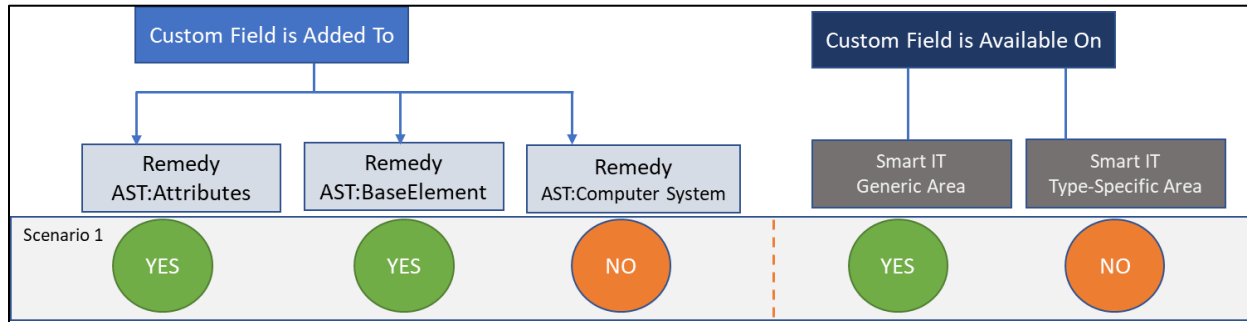 Custom Field is Added To
Custom Field is Available On
Remedy
AST:Attributes
Remedy
AST:BaseElement
Remedy
AST:Computer System
Smart IT
Generic Area
Smart IT
Type-Specific Area
Scenario 1
YES
YES
NO
YES
NO